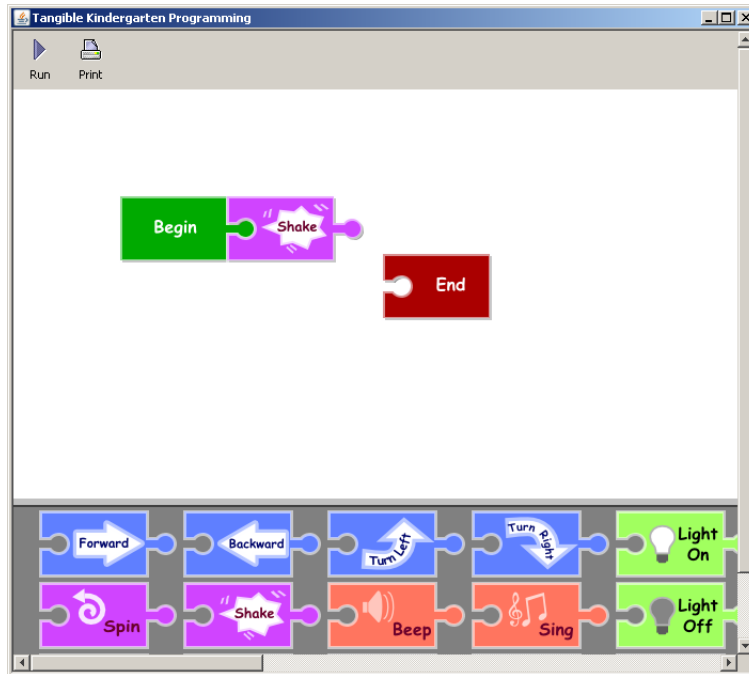 Tangible Kindergarten Programming
Run Print
Begin Shake
End
Forward Backward Turn Left Turn Right Light On
Spin Shake Beep Sing Light Off